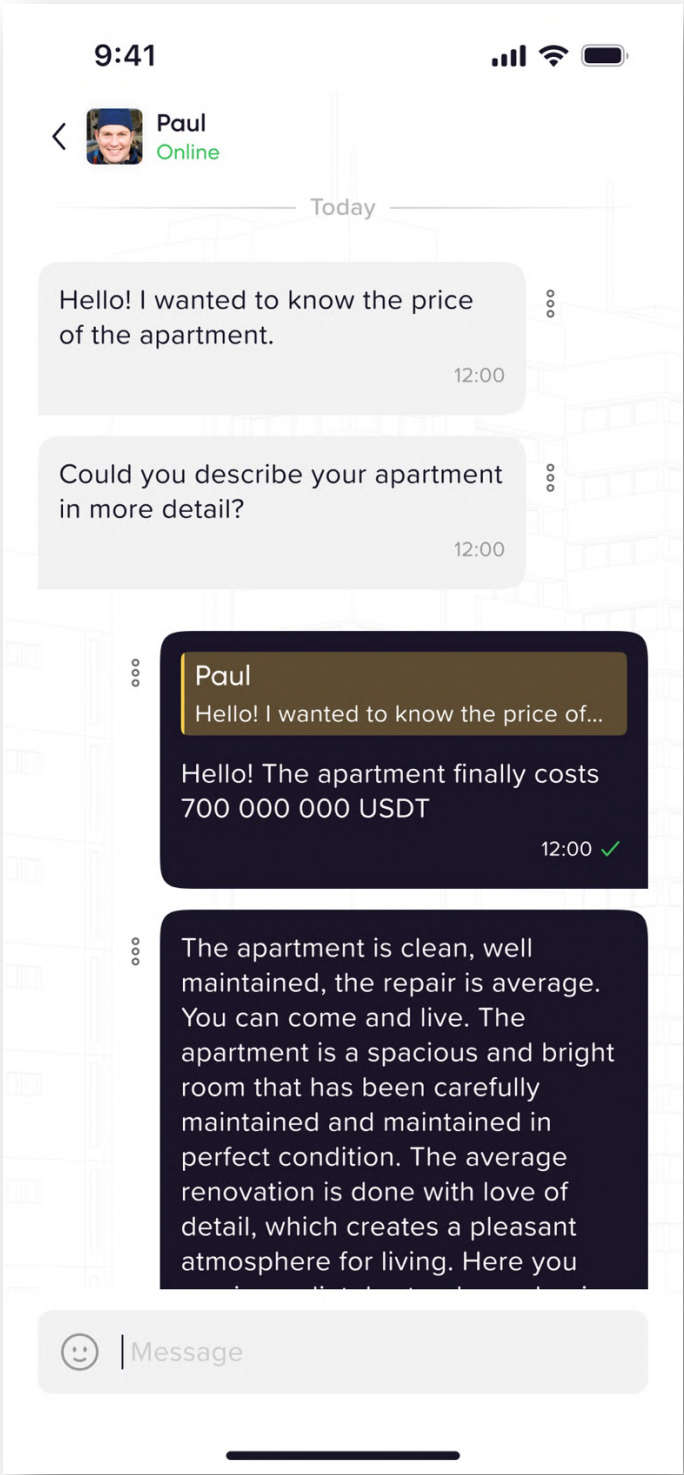 9:41
Paul
Online
Today
Hello! I wanted to know the price
of the apartment.
12:00
Could you describe your apartment
in more detail?
12:00
Paul
Hello! I wanted to know the price of...
Hello! The apartment finally costs
700 000 000 USDT
12:00
The apartment is clean, well
maintained, the repair is average.
You can come and live. The
apartment is a spacious and bright
room that has been carefully
maintained and maintained in
perfect condition. The average
renovation is done with love of
detail, which creates a pleasant
atmosphere for living. Here you
Message